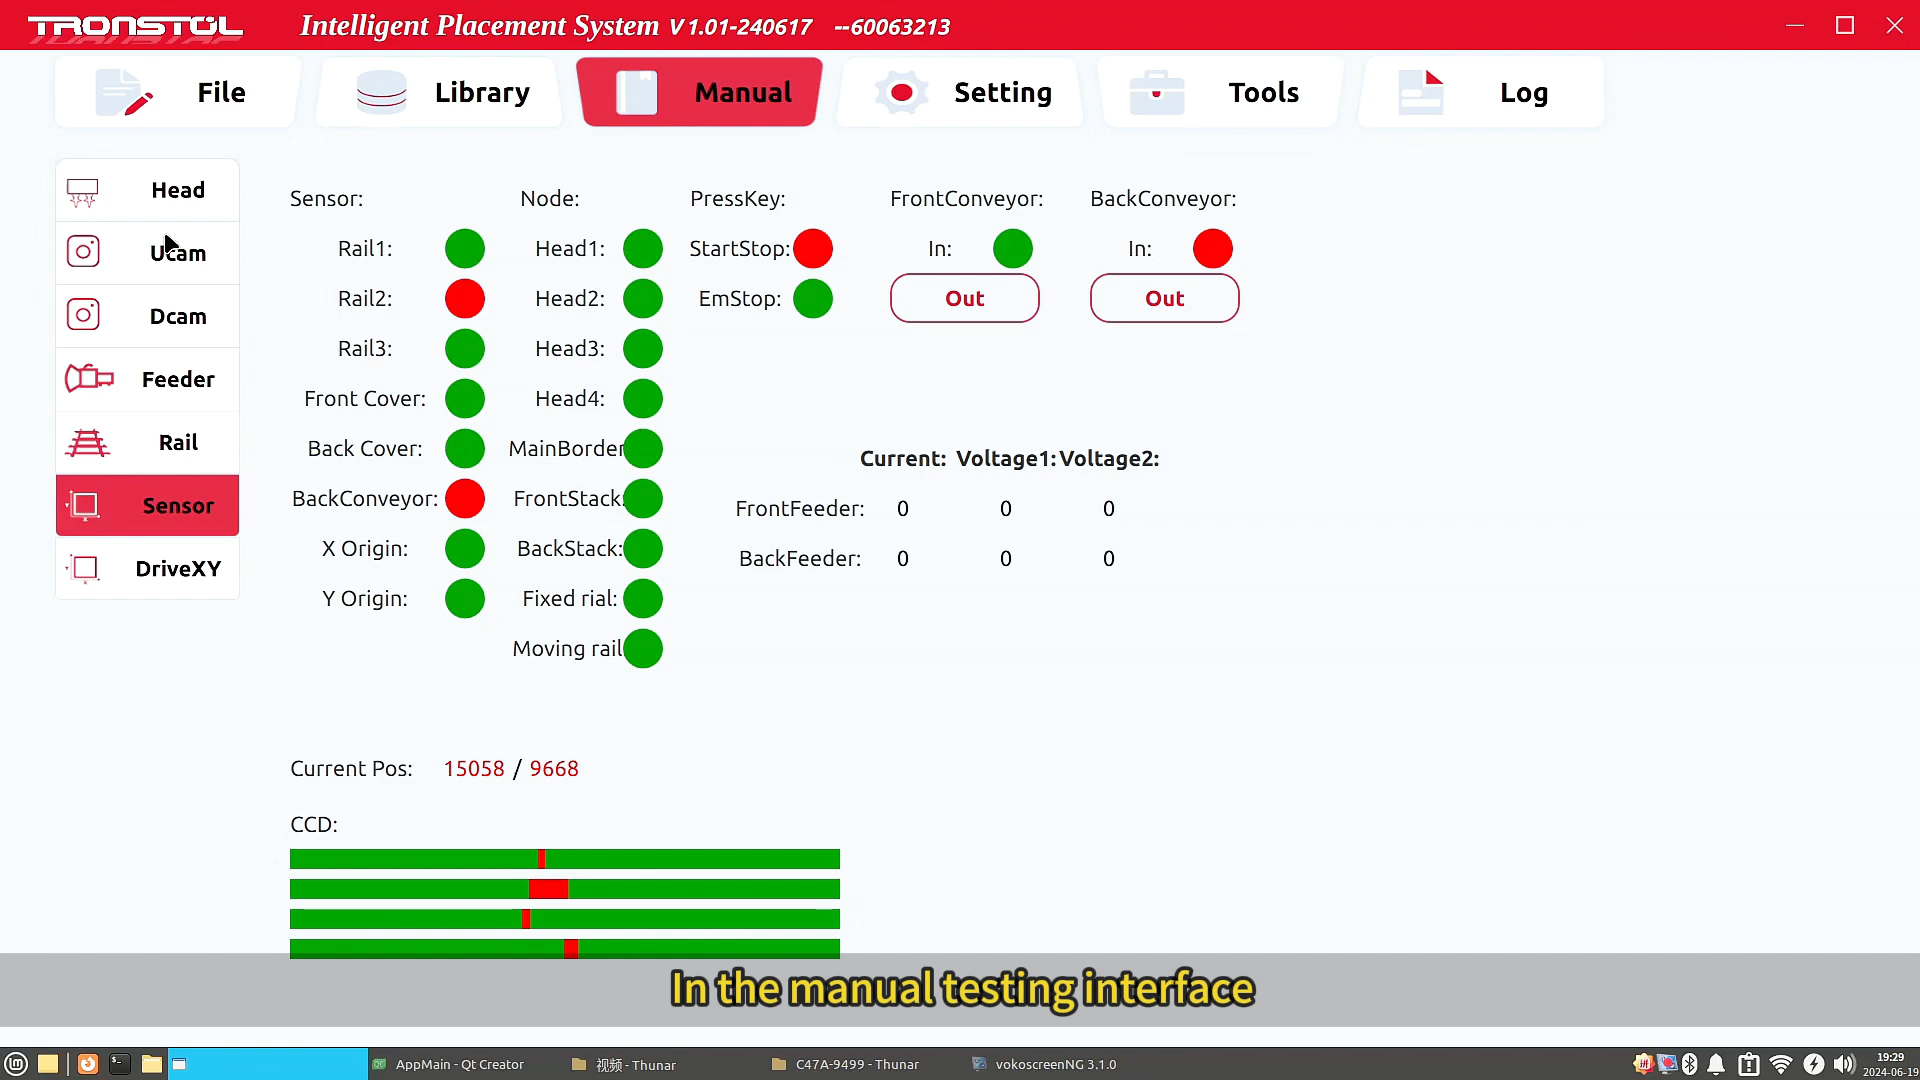 TRONSTOL
Intelligent Placement System V 1.01-240617 --60063213
File
Library
Manual
Setting
Tools
Log
Head
Ucam
Dcam
Feeder
Rail
Sensor
DriveXY
Sensor:
Rail1:
Rail2:
Rail3:
Front Cover:
Back Cover:
BackConveyor:
X Origin:
Y Origin:
Node:
Head1:
Head2:
Head3:
Head4:
MainBorder
FrontStack:
BackStack:
Fixed rial:
Moving rail
PressKey:
StartStop:
EmStop:
FrontConveyor:
In:
Out
BackConveyor:
In:
Out
Current: Voltage1: Voltage2:
FrontFeeder: 0 0 0
BackFeeder: 0 0 0
Current Pos: 15058 / 9668
CCD:
In the manual testing interface
AppMain - Qt Creator
视频 - Thunar
C47A-9499 - Thunar
vokoscreenNG 3.1.0
19:29
2024-06-19